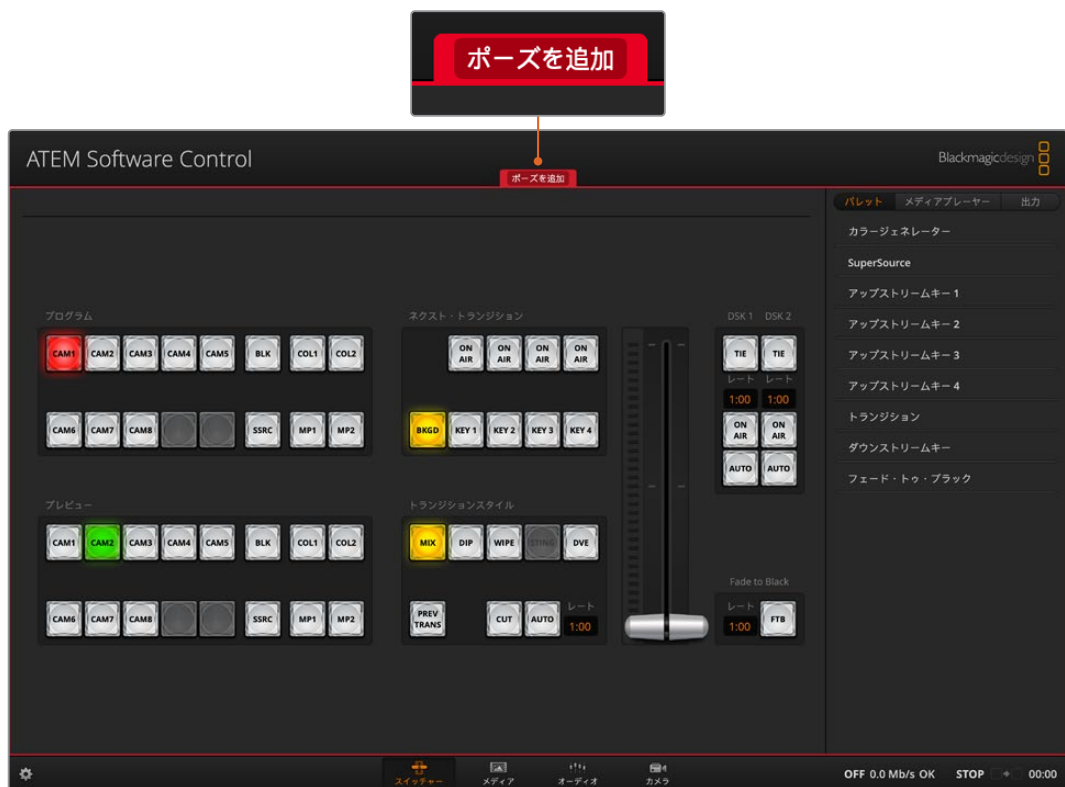 ポーズを追加
ATEM Software Control
Blackmagicdesign
ポーズを追加
パレット メディアプレーヤー 出力
カラージェネレーター
SuperSource
アップストリームキー 1
アップストリームキー 2
アップストリームキー 3
アップストリームキー 4
トランジション
ダウンストリームキー
フェード・トゥ・ブラック
プログラム
CAM1 CAM2 CAM3 CAM4 CAM5 BLK COL1 COL2
CAM6 CAM7 CAM8 SSRC MP1 MP2
ネクスト・トランジション
ON AIR ON AIR ON AIR ON AIR
BKGD KEY 1 KEY 2 KEY 3 KEY 4
DSK 1 DSK 2
TIE TIE
レート レート
1:00 1:00
ON AIR ON AIR
AUTO AUTO
プレビュー
CAM1 CAM2 CAM3 CAM4 CAM5 BLK COL1 COL2
CAM6 CAM7 CAM8 SSRC MP1 MP2
トランジションスタイル
MIX DIP WIPE STING DVE
PREV TRANS CUT AUTO レート 1:00
Fade to Black
レート
1:00 FTB
スイッチャー メディア オーディオ カメラ
OFF 0.0 Mb/s OK STOP 00:00